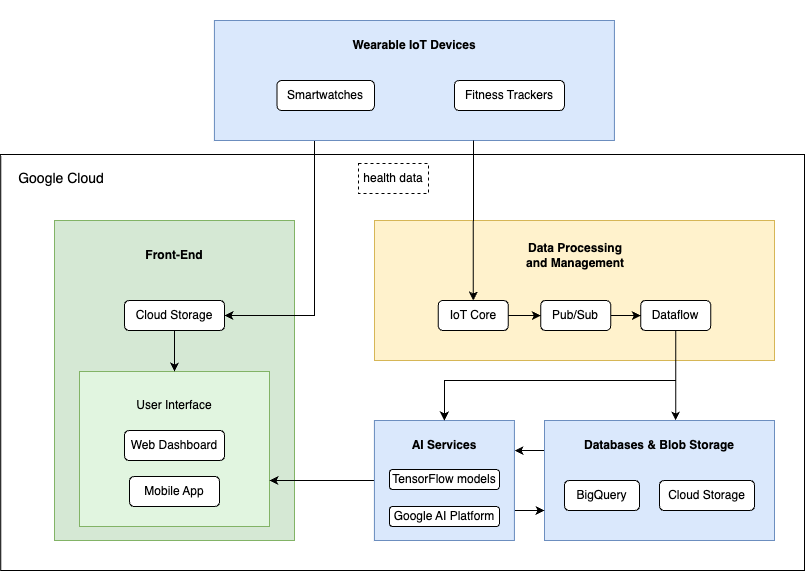 Wearable IoT Devices
Smartwatches
Fitness Trackers
Google Cloud
health data
Front-End
Cloud Storage
User Interface
Web Dashboard
Mobile App
Data Processing
and Management
IoT Core
Pub/Sub
Dataflow
AI Services
TensorFlow models
Google AI Platform
Databases & Blob Storage
BigQuery
Cloud Storage